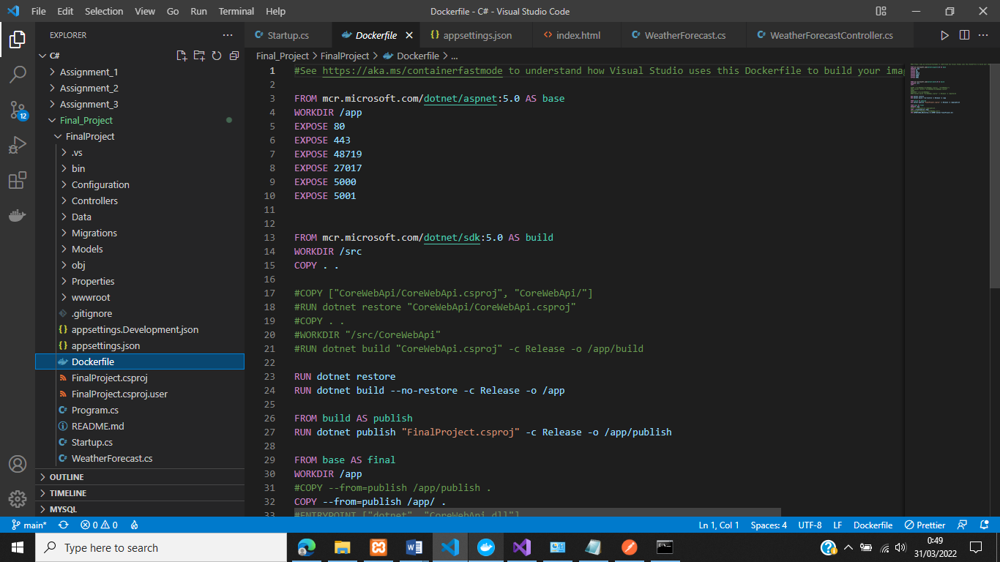 File Edit Selection View Go Run Terminal Help
Dockerfile - C# - Visual Studio Code
EXPLORER
C#
Assignment_1
Assignment_2
Assignment_3
Final_Project
FinalProject
.vs
bin
Configuration
Controllers
Data
Migrations
Models
obj
Properties
wwwroot
.gitignore
appsettings.Development.json
appsettings.json
Dockerfile
FinalProject.csproj
FinalProject.csproj.user
Program.cs
README.md
Startup.cs
WeatherForecast.cs
OUTLINE
TIMELINE
MYSQL
12
Startup.cs Dockerfile appsettings.json index.html WeatherForecast.cs WeatherForecastController.cs
Final_Project > FinalProject > Dockerfile > ...
1 #See https://aka.ms/containerfastmode to understand how Visual Studio uses this Dockerfile to build your ima
2
3 FROM mcr.microsoft.com/dotnet/aspnet:5.0 AS base
4 WORKDIR /app
5 EXPOSE 80
6 EXPOSE 443
7 EXPOSE 48719
8 EXPOSE 27017
9 EXPOSE 5000
10 EXPOSE 5001
11
12
13 FROM mcr.microsoft.com/dotnet/sdk:5.0 AS build
14 WORKDIR /src
15 COPY . .
16
17 #COPY ["CoreWebApi/CoreWebApi.csproj", "CoreWebApi/"]
18 #RUN dotnet restore "CoreWebApi/CoreWebApi.csproj"
19 #COPY . .
20 #WORKDIR "/src/CoreWebApi"
21 #RUN dotnet build "CoreWebApi.csproj" -c Release -o /app/build
22
23 RUN dotnet restore
24 RUN dotnet build --no-restore -c Release -o /app
25
26 FROM build AS publish
27 RUN dotnet publish "FinalProject.csproj" -c Release -o /app/publish
28
29 FROM base AS final
30 WORKDIR /app
31 #COPY --from=publish /app/publish .
32 COPY --from=publish /app/ .
33 #ENTRYPOINT ["dotnet", "CoreWebApi.dll"]
main* 0 0 Ln 1, Col 1 Spaces: 4 UTF-8 LF Dockerfile Prettier
Type here to search
0:49
31/03/2022